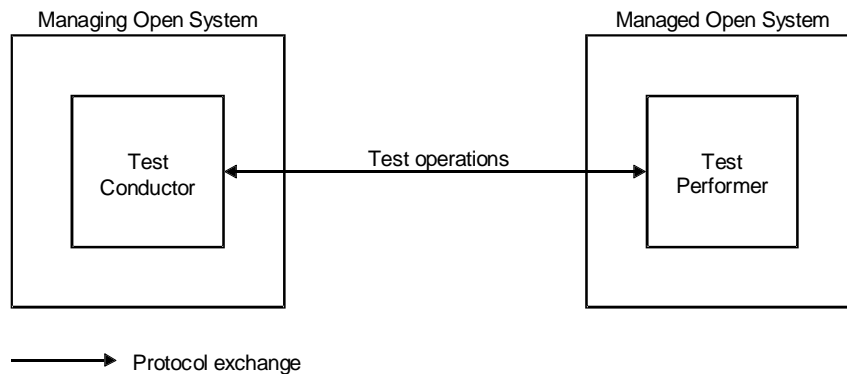 Managing Open System
Managed Open System
Test
Conductor
Test operations
Test
Performer
Protocol exchange